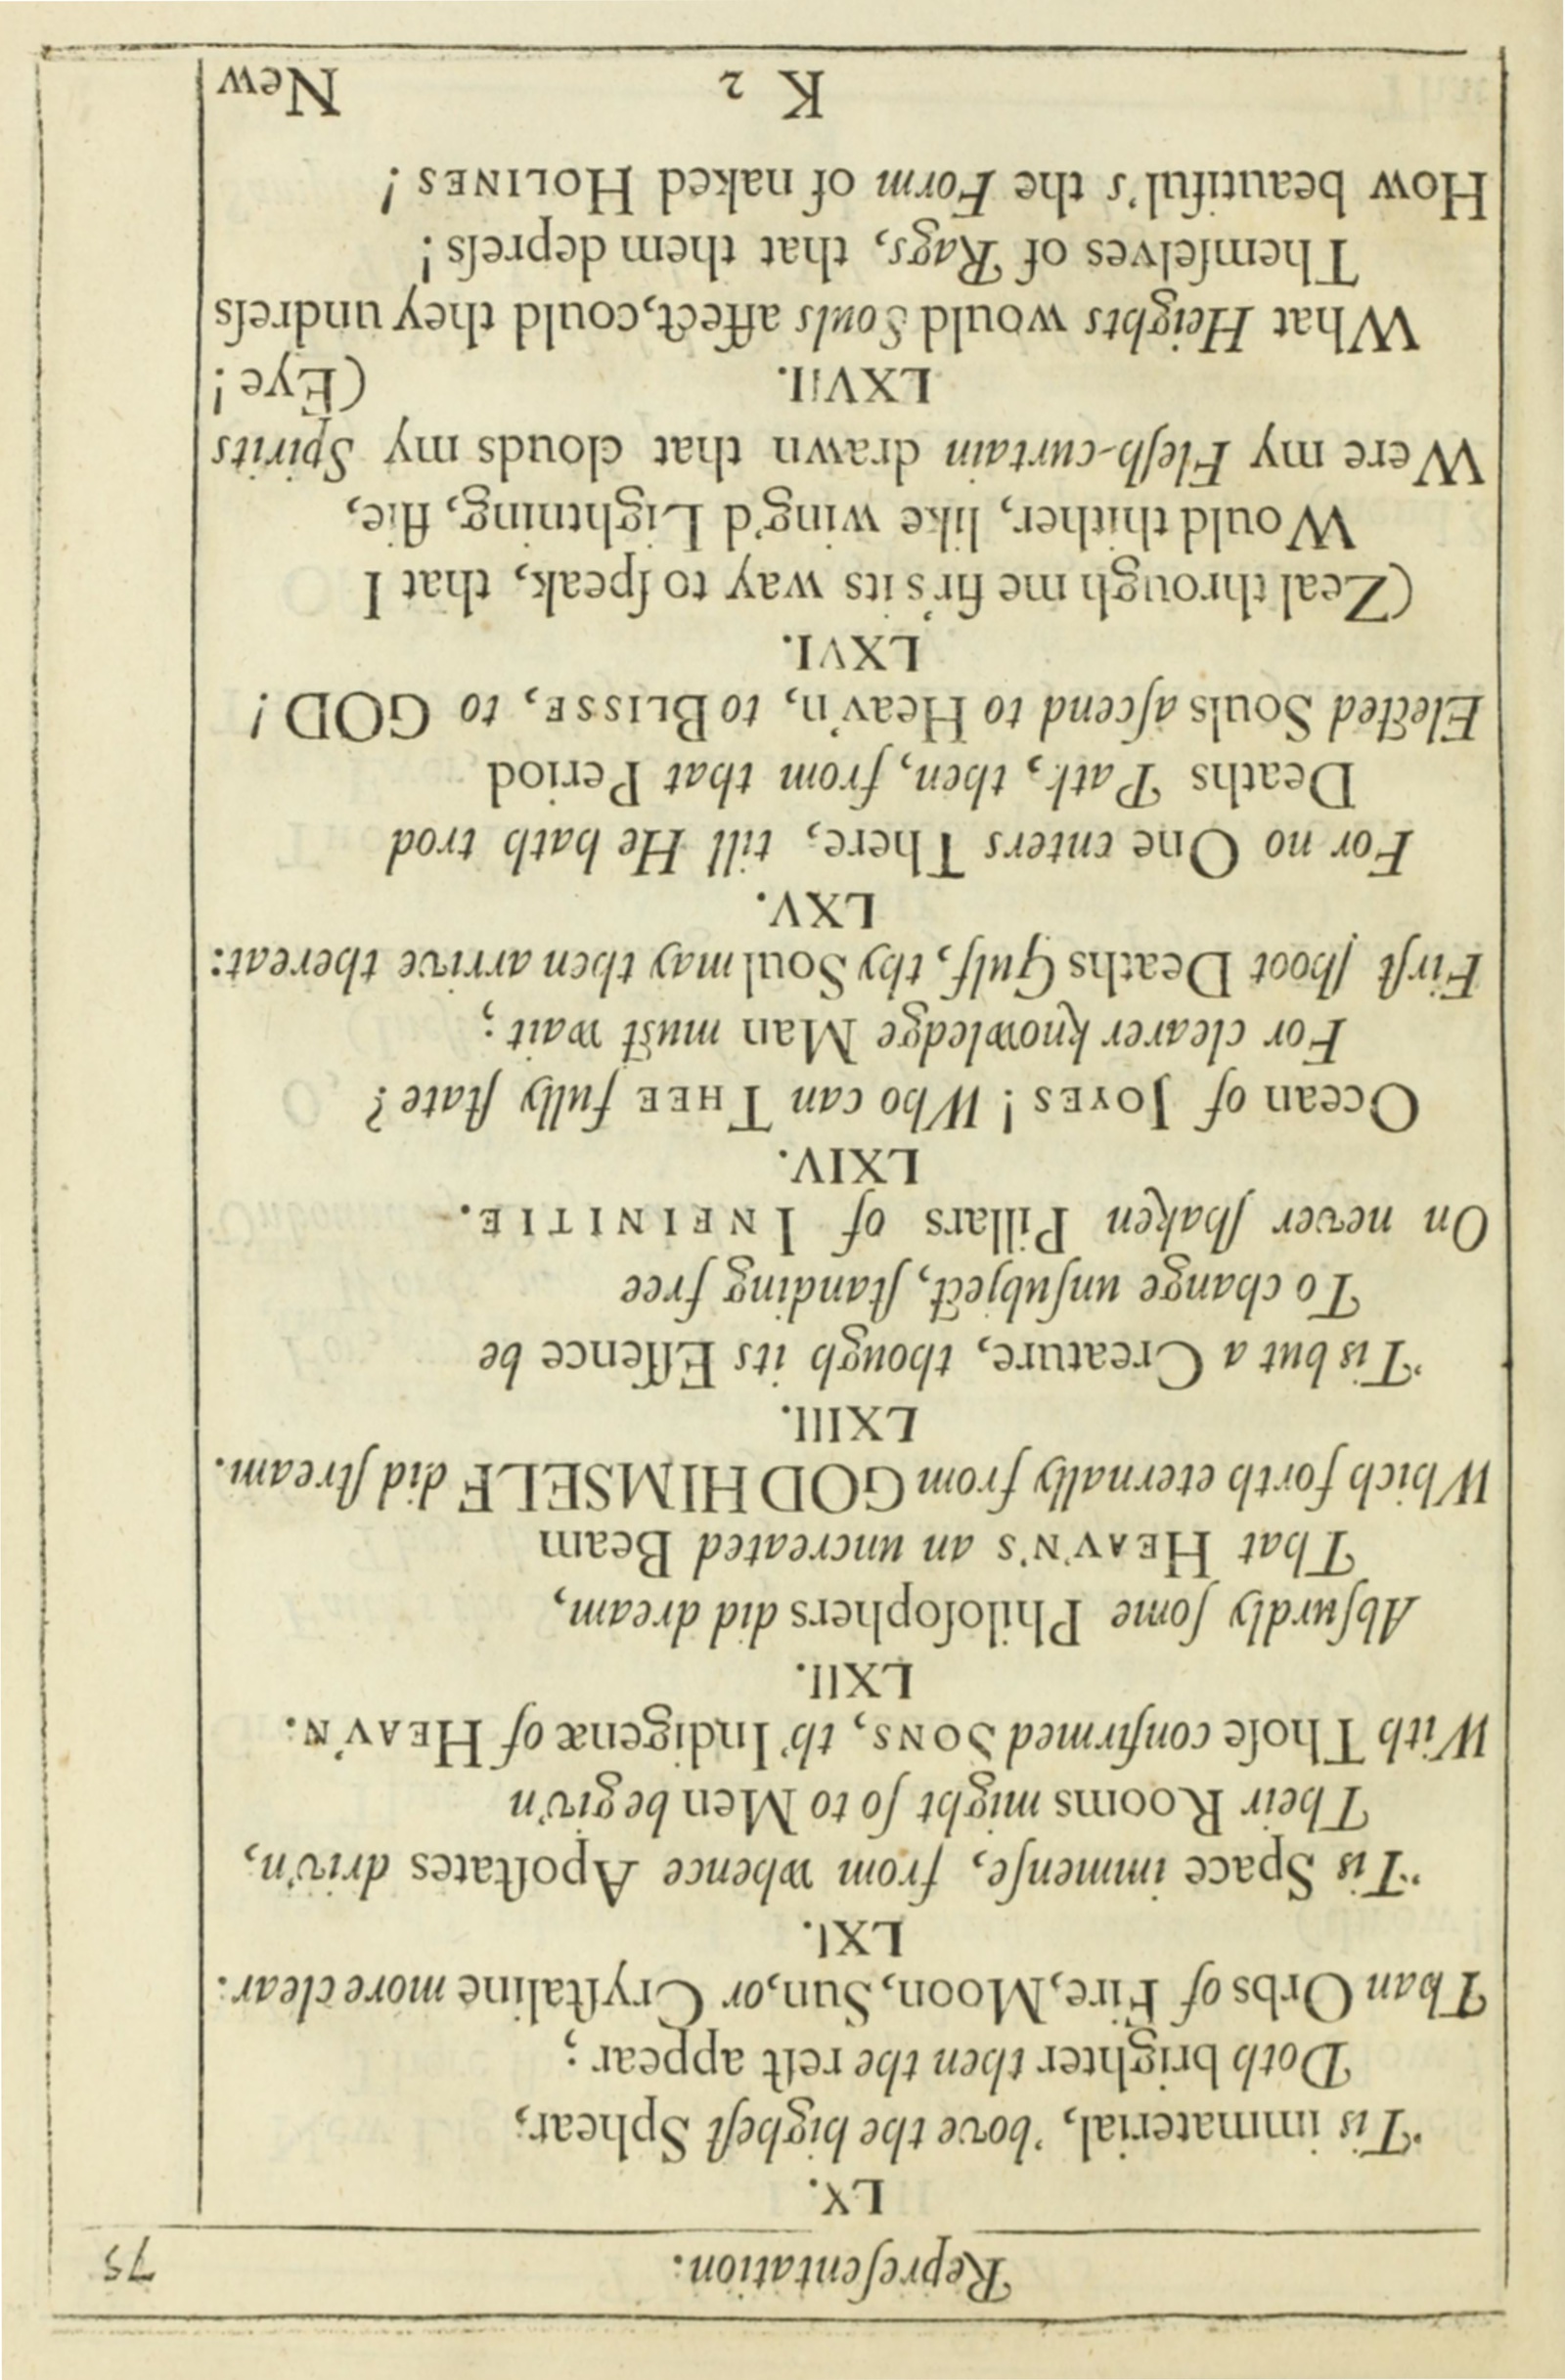 Repreſentation.
75
LX.
'Tis immaterial, 'bove the higheſt Sphear;
Doth brighter then the reſt appear;
Than Orbs of Fire, Moon, Sun, or Cryſtaline more clear.
LXI.
'Tis Space immenſe, from whence Apoſtates driv'n,
Their Rooms might ſo to Men be giv'n
With Thoſe confirmed SONS, th' Indigenæ of HEAV'N.
LXII.
Abſurdly ſome Philoſophers did dream,
That HEAV'N'S an uncreated Beam
Which forth eternally from GOD HIMSELF did ſtream.
LXIII.
'Tis but a Creature, though its Eſſence be
To change unſubject, ſtanding free
On never ſhaken Pillars of INFINITIE.
LXIV.
Ocean of JOYES! Who can THEE fully ſtate?
For clearer knowledge Man muſt wait;
Firſt ſhoot Deaths Gulf, thy Soul may then arrive thereat:
LXV.
For no One enters There, till He hath trod
Deaths Path, then, from that Period
Elected Souls aſcend to Heav'n, to BLISSE, to GOD!
LXVI.
(Zeal through me fir's its way to ſpeak, that I
Would thither, like wing'd Lightning, flie,
Were my Fleſh-curtain drawn that clouds my Spirits
(Eye!
LXVII.
What Heights would Souls affect, could they undreſs
Themſelves of Rags, that them depreſs!
How beautiful's the Form of naked HOLINES!
K 2
New